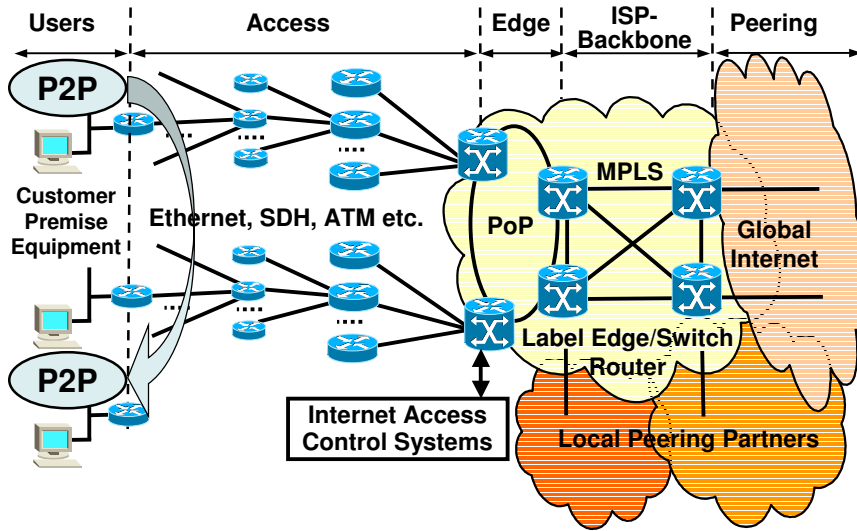 Users
Access
Edge
ISP-
Backbone
Peering
P2P
MPLS
Customer
Premise
Equipment
Ethernet, SDH, ATM etc.
PoP
Global
Internet
.....
.....
.....
.....
Label Edge/Switch
Router
P2P
Internet Access
Control Systems
Local Peering Partners